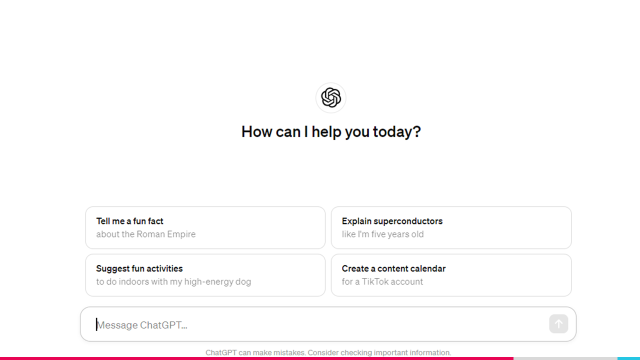 How can I help you today?
Tell me a fun fact
about the Roman Empire
Explain superconductors
like I'm five years old
Suggest fun activities
to do indoors with my high-energy dog
Create a content calendar
for a TikTok account
Message ChatGPT...
ChatGPT can make mistakes. Consider checking important information.